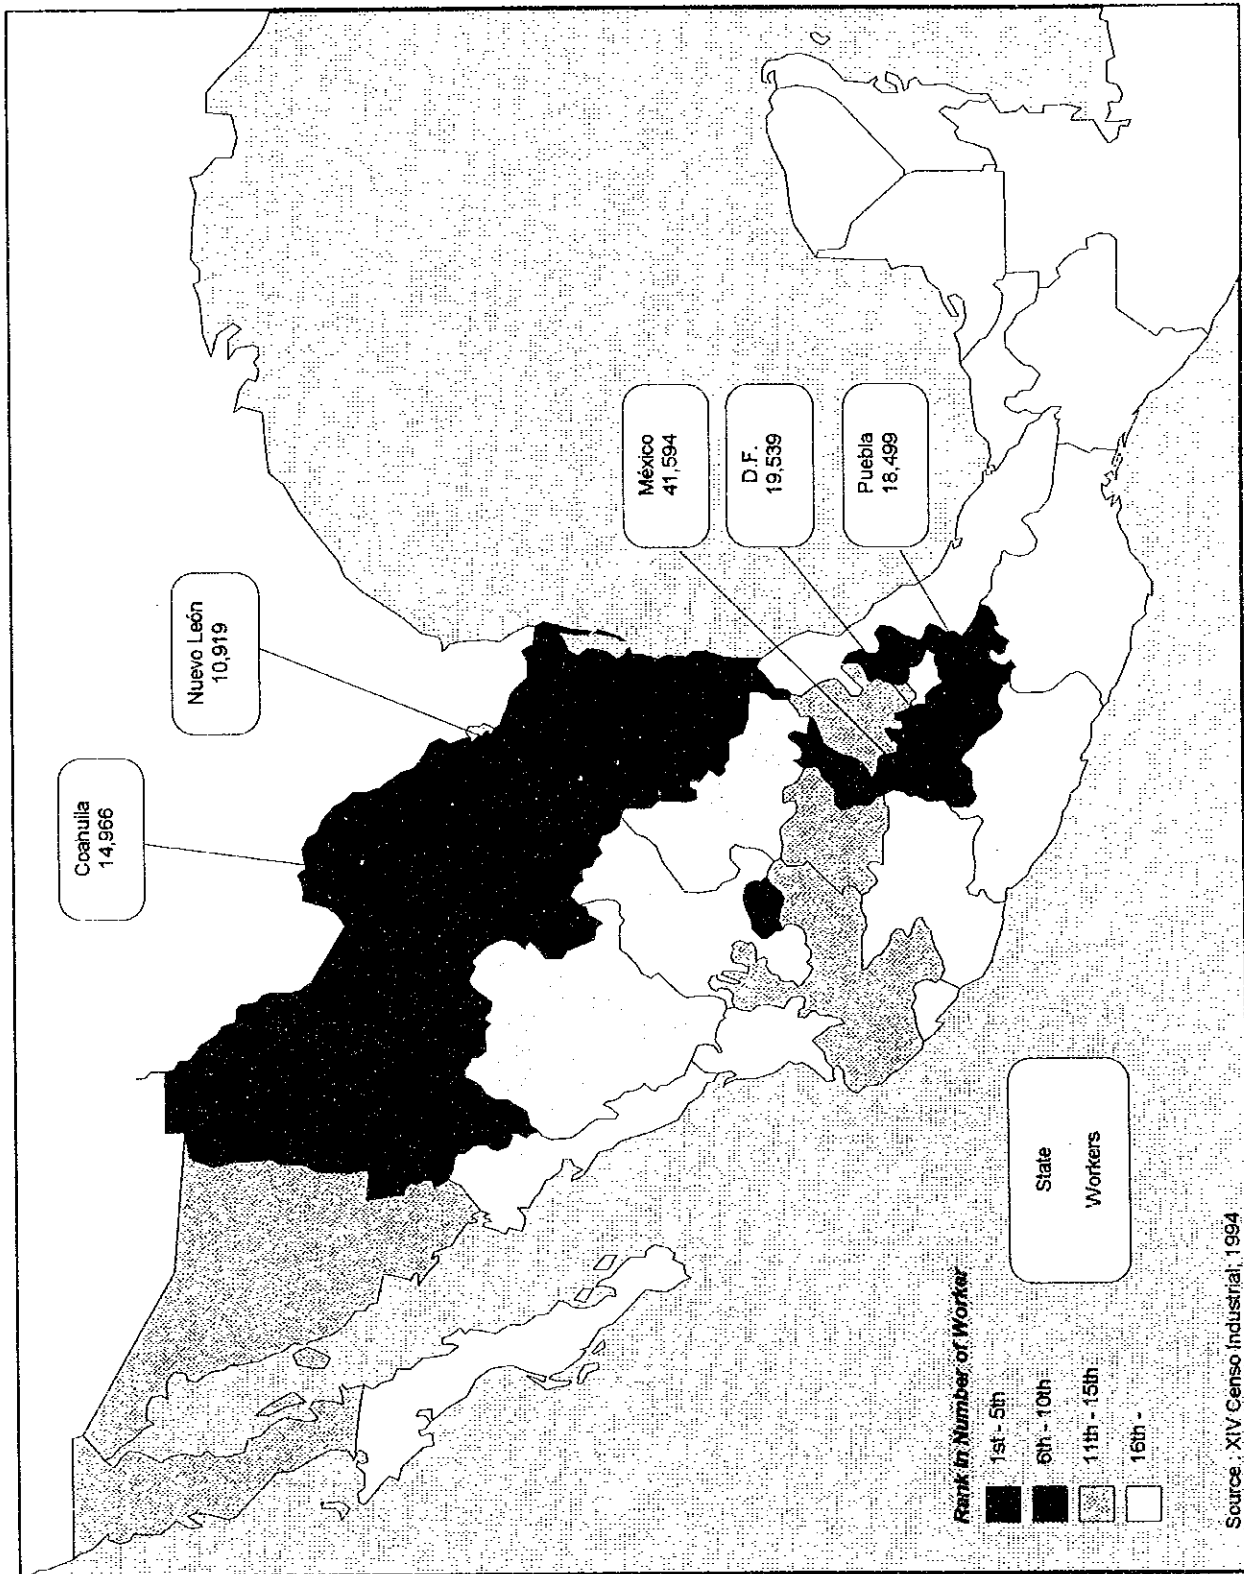 Coahulla
14,966
Nuevo León
10,919
México
41,594
D.F.
19,539
Puebla
18,499
Rank in Number of Worker
1st - 5th
6th - 10th
11th - 15th
16th -
State
Workers
Source : XIV Censo Industrial, 1994